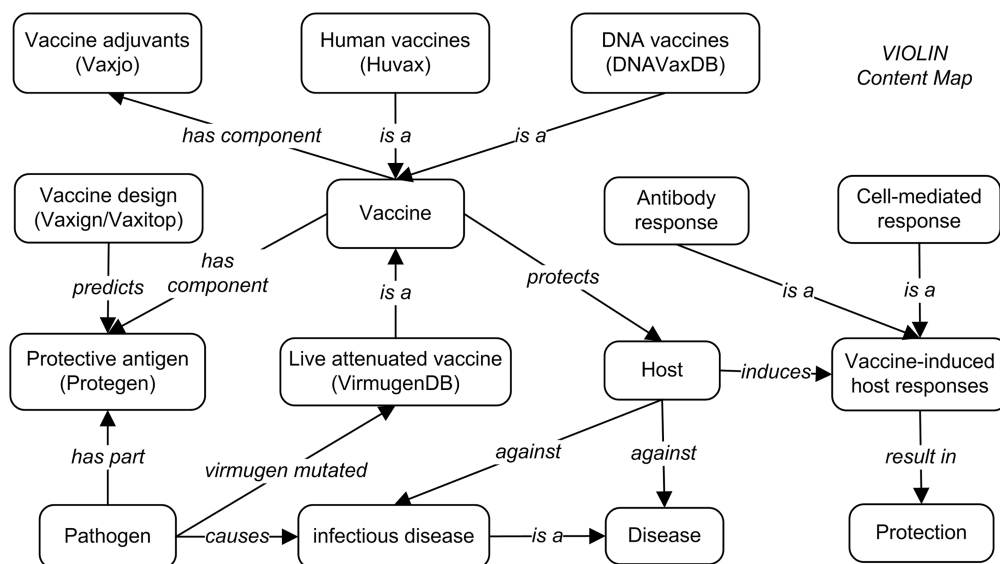 Vaccine adjuvants
(Vaxjo)
Human vaccines
(Huvax)
DNA vaccines
(DNAVaxDB)
VIOLIN
Content Map
has component
is a
is a
Vaccine design
(Vaxign/Vaxitop)
Vaccine
Antibody
response
Cell-mediated
response
predicts
has
component
is a
protects
is a
is a
Protective antigen
(Protegen)
Live attenuated vaccine
(VirmugenDB)
Host
induces
Vaccine-induced
host responses
has part
virmugen mutated
against
against
result in
Pathogen
causes
infectious disease
is a
Disease
Protection